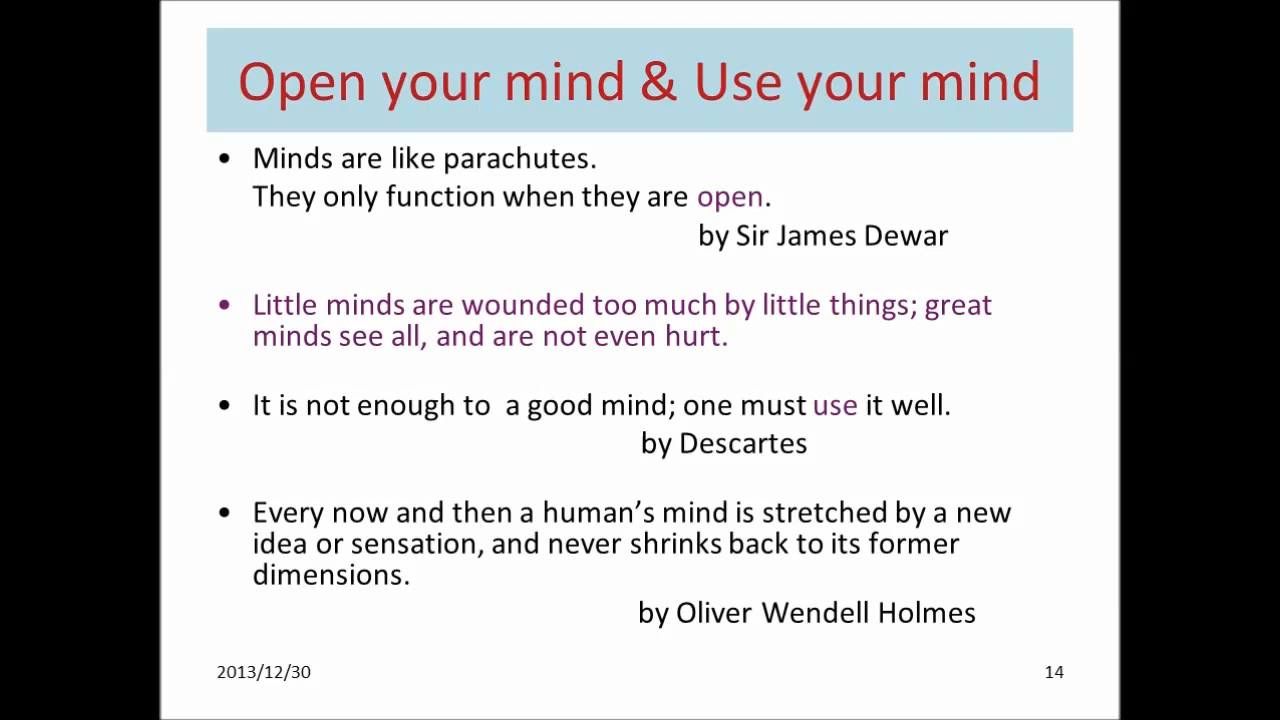 Open your mind & Use your mind
• Minds are like parachutes.
They only function when they are open.
by Sir James Dewar
• Little minds are wounded too much by little things; great
minds see all, and are not even hurt.
• It is not enough to  a good mind; one must use it well.
by Descartes
• Every now and then a human’s mind is stretched by a new
idea or sensation, and never shrinks back to its former
dimensions.
by Oliver Wendell Holmes
2013/12/30 14